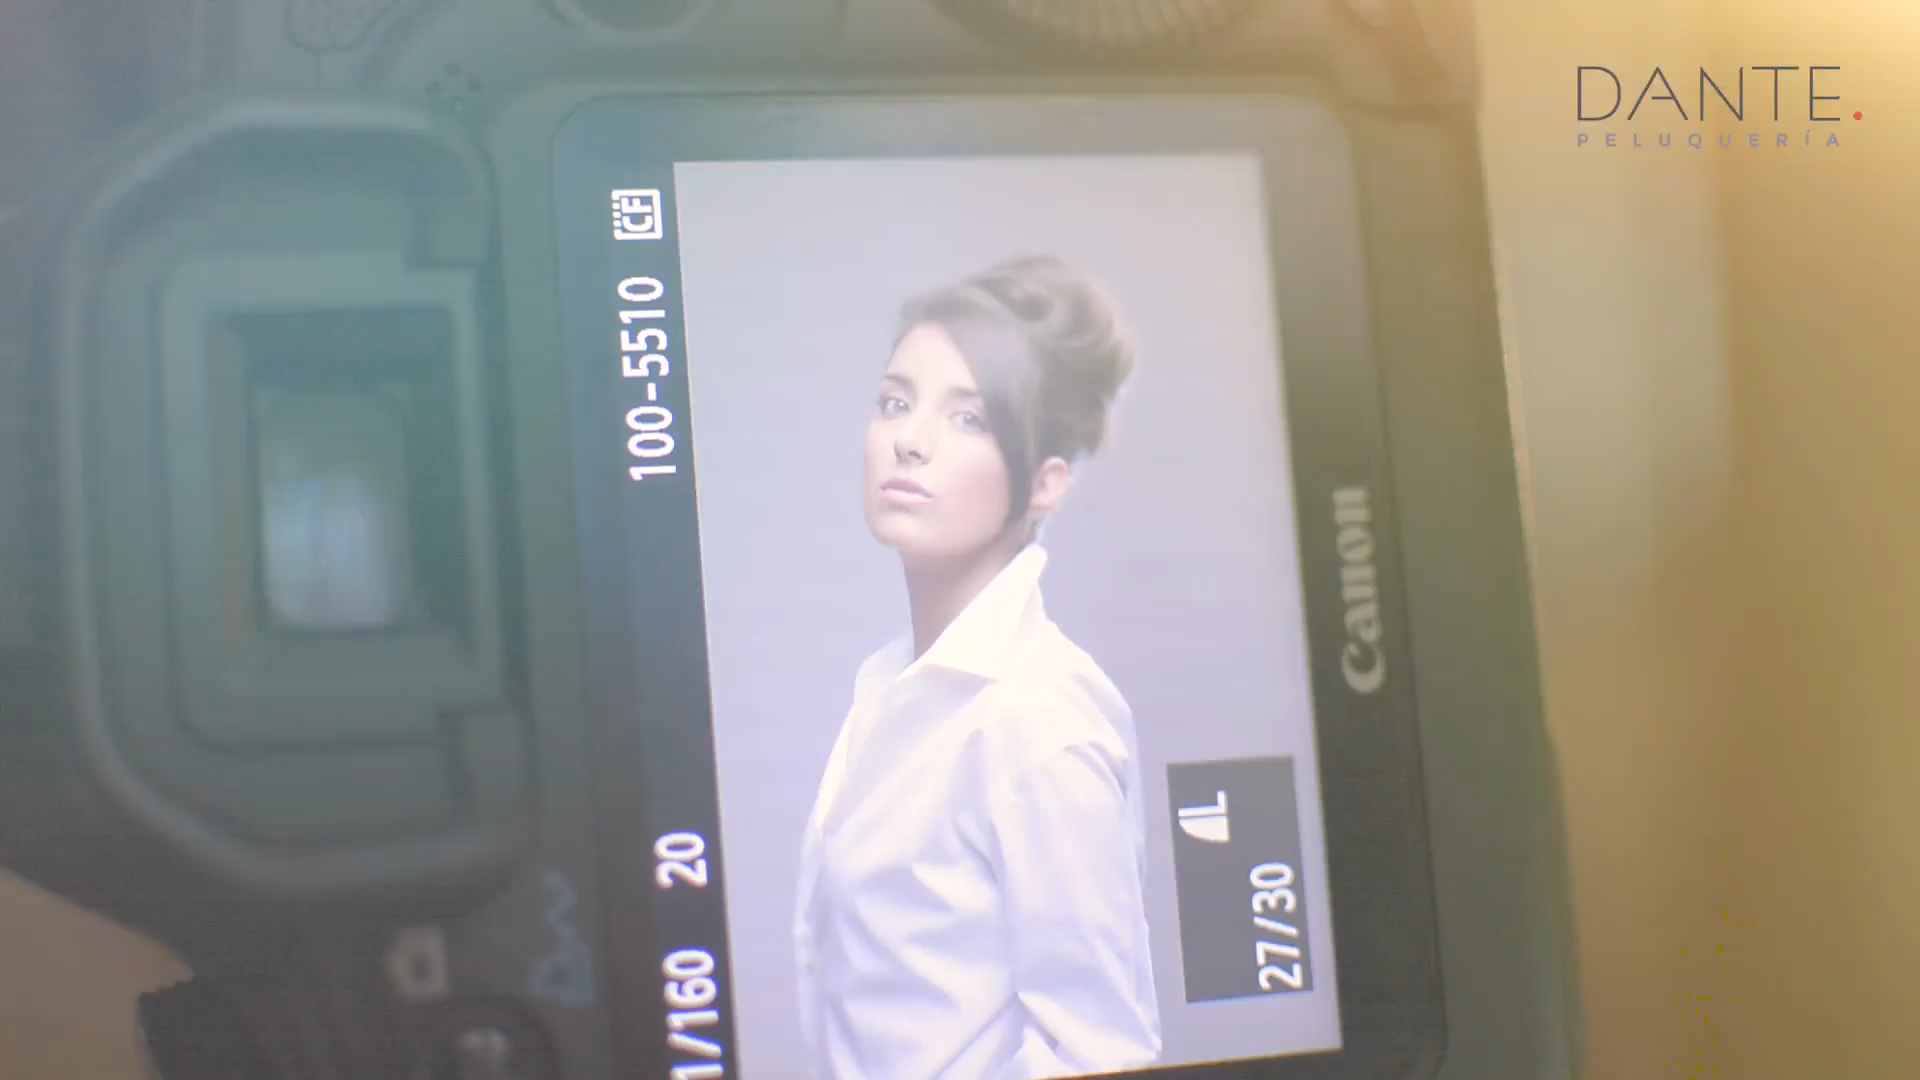 DANTE.
PELUQUERÍA
CF
100-5510
Canon
L
20
27/30
1/160